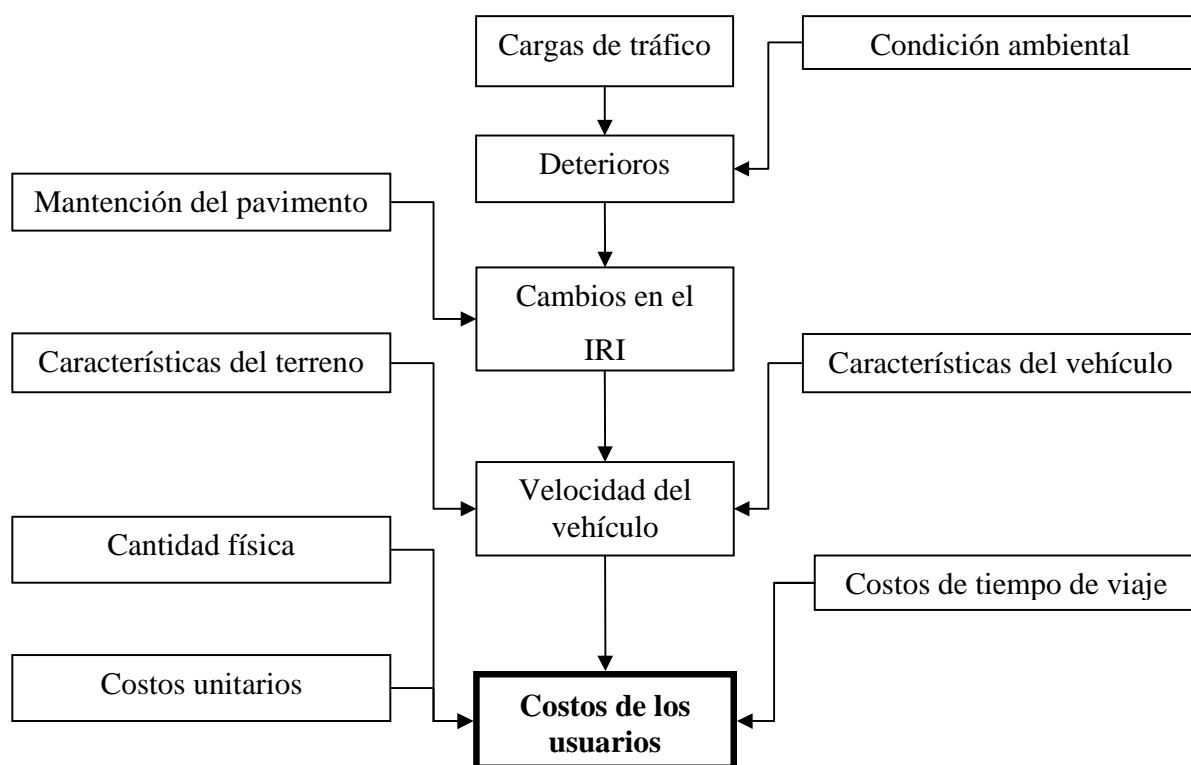 Cargas de tráfico
Condición ambiental
Deterioros
Mantención del pavimento
Cambios en el
IRI
Características del terreno
Características del vehículo
Velocidad del
vehículo
Cantidad física
Costos de tiempo de viaje
Costos unitarios
Costos de los
usuarios